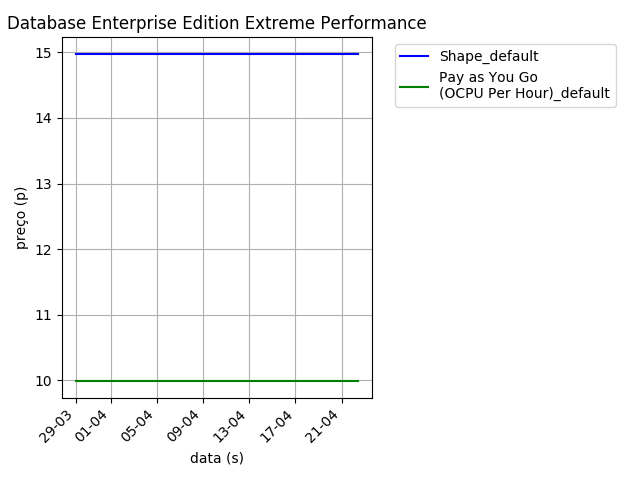 Database Enterprise Edition Extreme Performance
Shape_default
Pay as You Go
(OCPU Per Hour)_default
preço (p)
15
14
13
12
11
10
29-03
01-04
05-04
09-04
13-04
17-04
21-04
data (s)